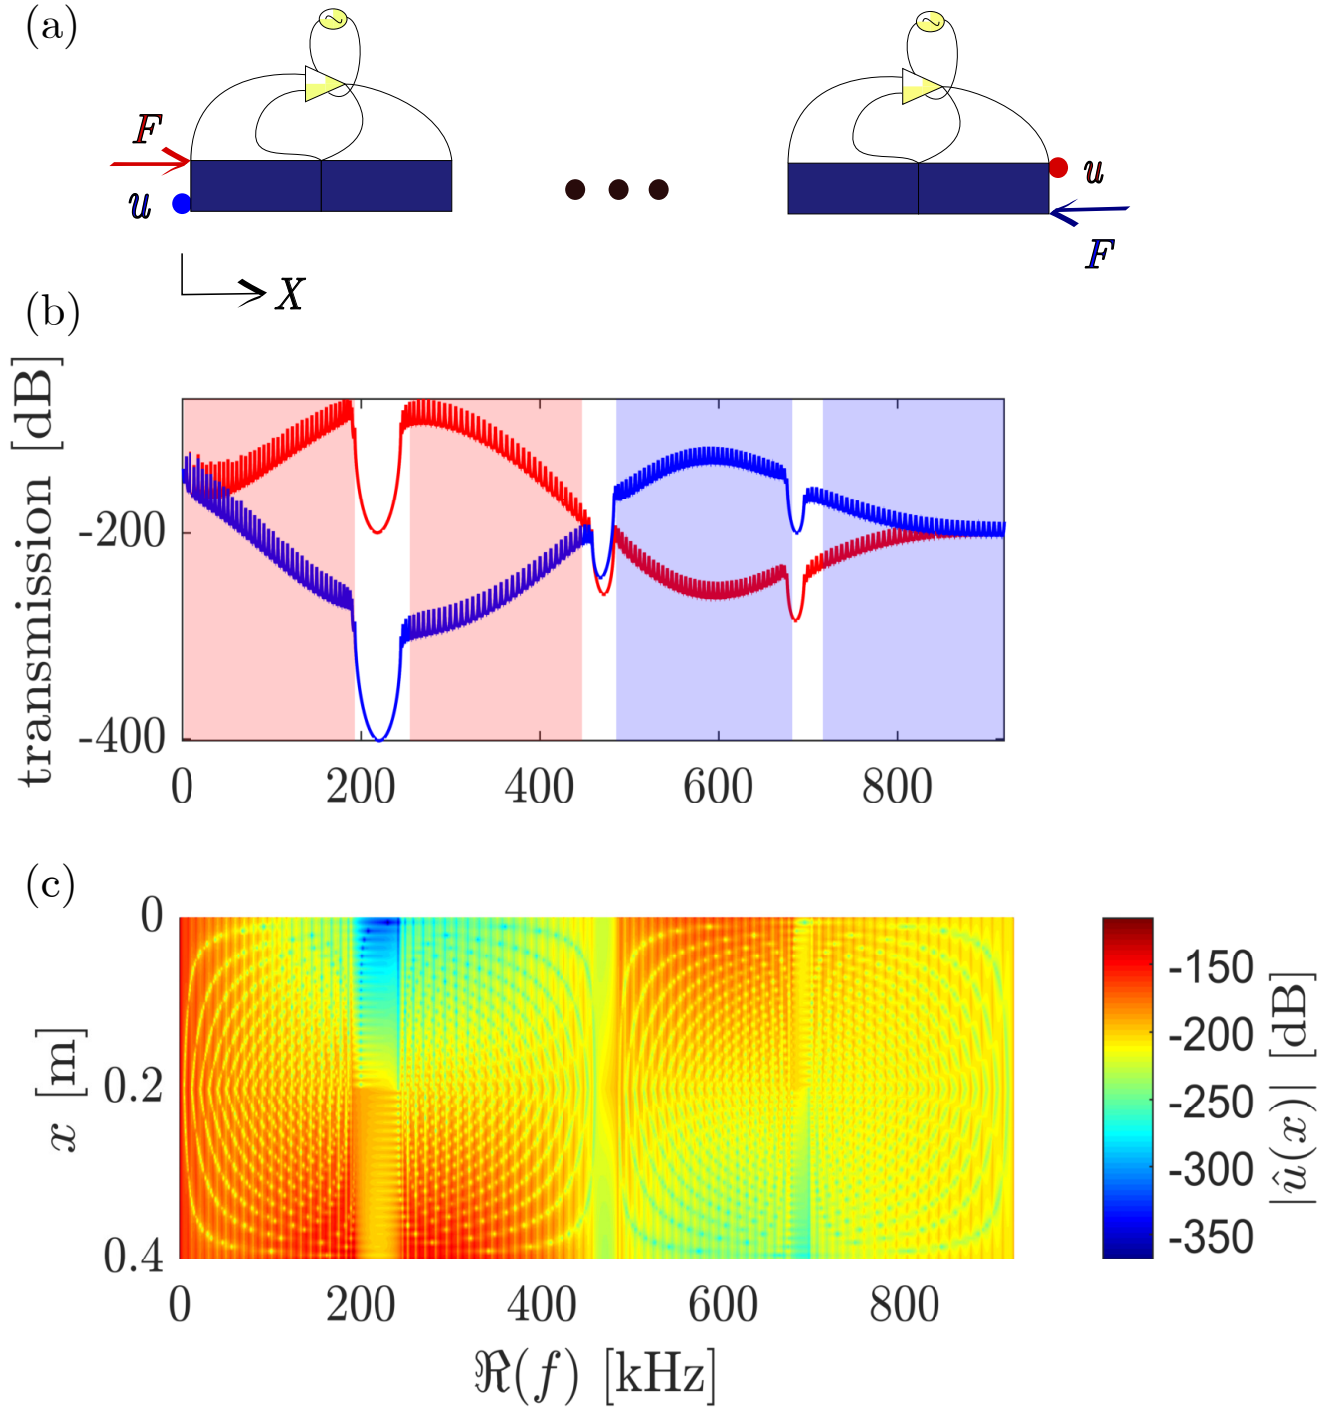 (a)
F
u
u
F
X
(b)
transmission [dB]
-200
-400
0 200 400 600 800
(c)
x [m]
0
0.2
0.4
0 200 400 600 800
ℜ(f) [kHz]
-150
-200
-250
-300
-350
|û(x)| [dB]